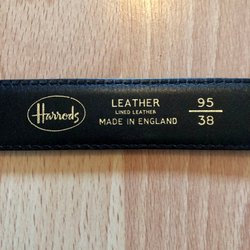 Harrods
LEATHER
LINED LEATHER
MADE IN ENGLAND
95
38